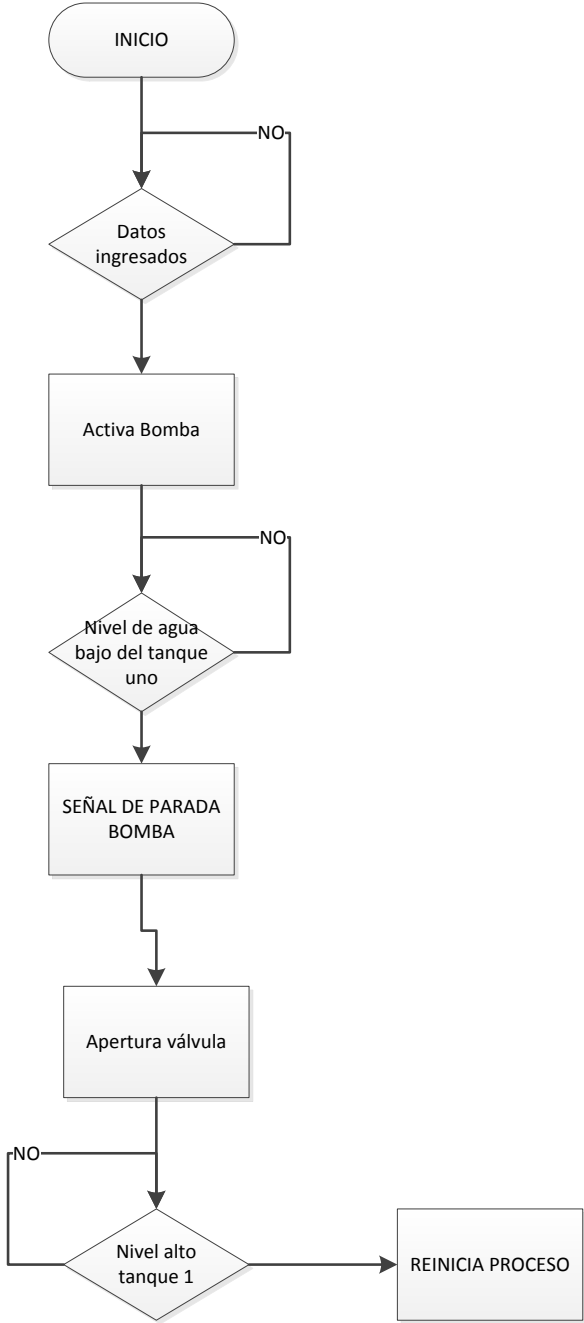 INICIO
NO
Datos
ingresados
Activa Bomba
NO
Nivel de agua
bajo del tanque
uno
SEÑAL DE PARADA
BOMBA
Apertura válvula
NO
Nivel alto
tanque 1
REINICIA PROCESO